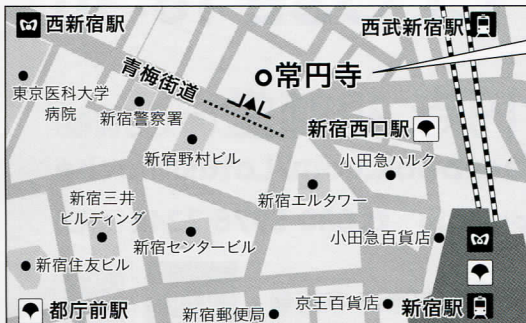 西新宿駅
西武新宿駅
青梅街道
常円寺
東京医科大学
病院
新宿警察署
新宿西口駅
新宿野村ビル
小田急ハルク
新宿エルタワー
新宿三井
ビルディング
新宿センタービル
小田急百貨店
新宿住友ビル
都庁前駅
新宿郵便局
京王百貨店
新宿駅